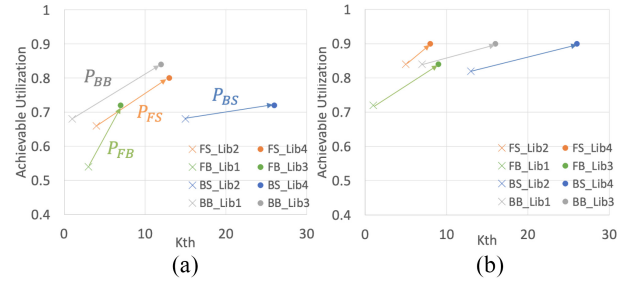 1
0.9
0.8
0.7
0.6
0.5
0.4
Achievable Utilization
0
10
20
30
Kth
P_BB
P_FS
P_BS
P_FB
FS_Lib2
FS_Lib4
FB_Lib1
FB_Lib3
BS_Lib2
BS_Lib4
BB_Lib1
BB_Lib3
(a)
1
0.9
0.8
0.7
0.6
0.5
0.4
Achievable Utilization
0
10
20
30
Kth
FS_Lib2
FS_Lib4
FB_Lib1
FB_Lib3
BS_Lib2
BS_Lib4
BB_Lib1
BB_Lib3
(b)